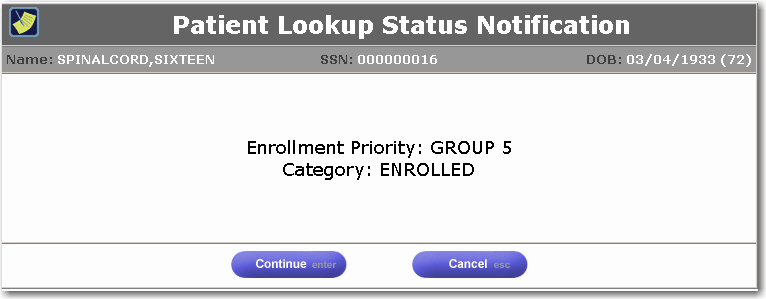 Patient Lookup Status Notification
Name: SPINALCORD,SIXTEEN SSN: 000000016 DOB: 03/04/1933 (72)
Enrollment Priority: GROUP 5
Category: ENROLLED
Continue enter Cancel esc